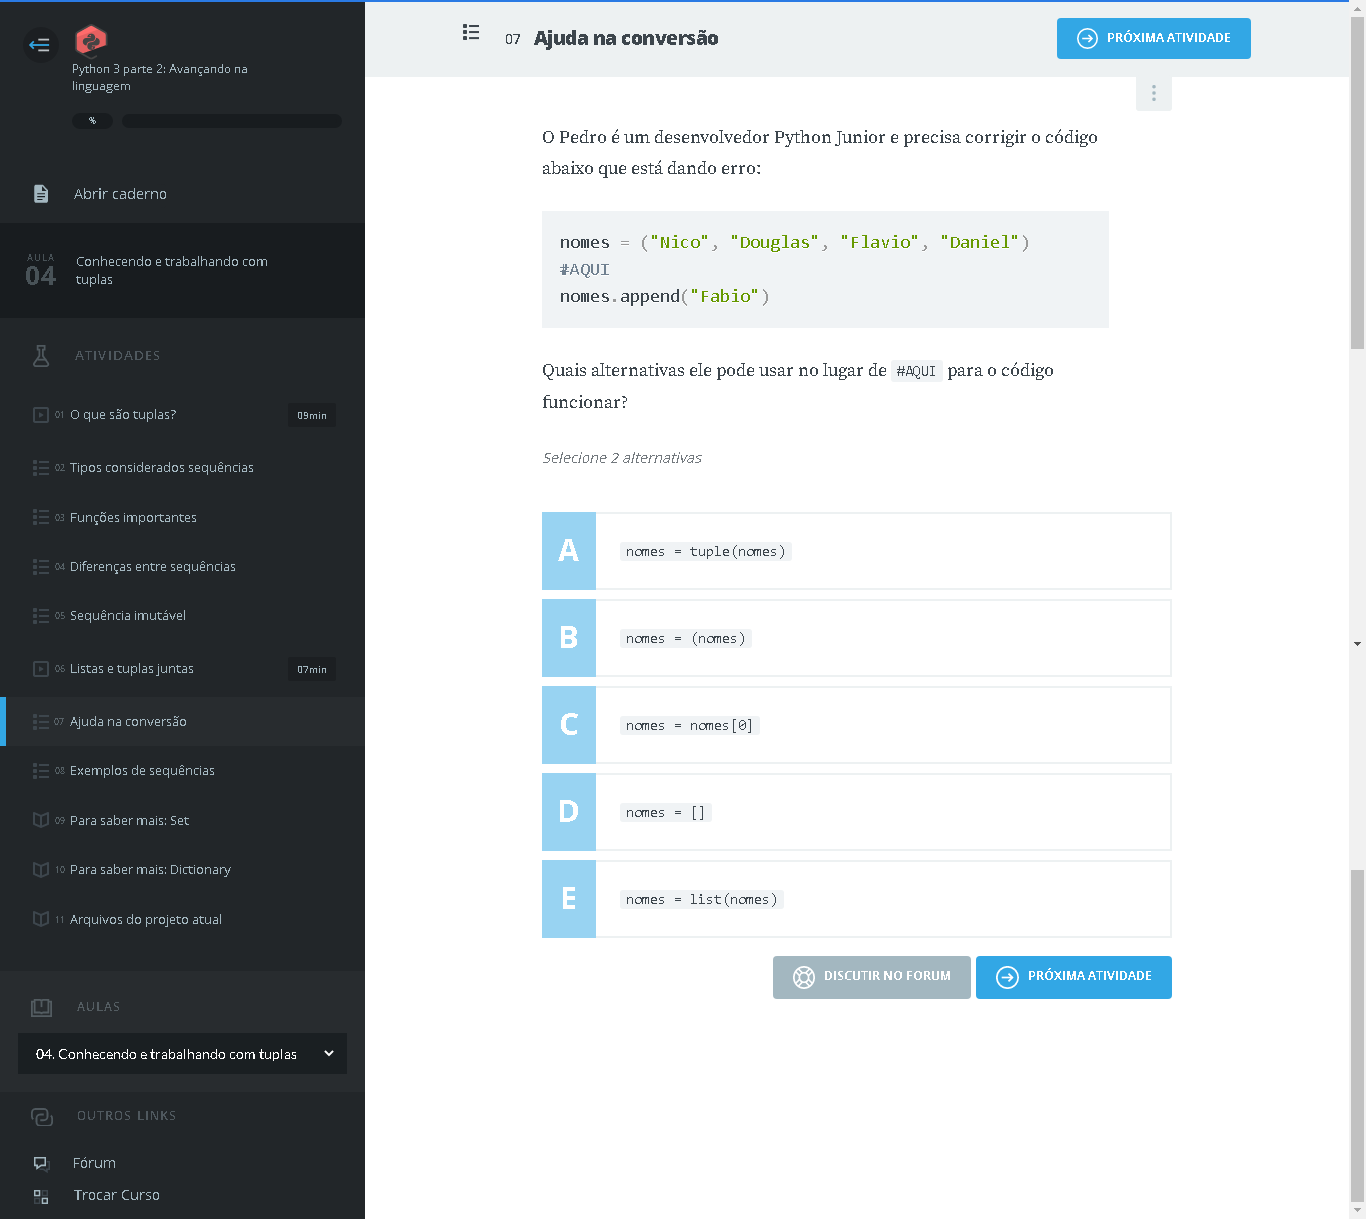 Python 3 parte 2: Avançando na
linguagem
%
Abrir caderno
AULA
04
Conhecendo e trabalhando com
tuplas
ATIVIDADES
01 O que são tuplas? 09min
02 Tipos considerados sequências
03 Funções importantes
04 Diferenças entre sequências
05 Sequência imutável
06 Listas e tuplas juntas 07min
07 Ajuda na conversão
08 Exemplos de sequências
09 Para saber mais: Set
10 Para saber mais: Dictionary
11 Arquivos do projeto atual
AULAS
04. Conhecendo e trabalhando com tuplas
OUTROS LINKS
Fórum
Trocar Curso
07 Ajuda na conversão
PRÓXIMA ATIVIDADE
O Pedro é um desenvolvedor Python Junior e precisa corrigir o código
abaixo que está dando erro:
nomes = ("Nico", "Douglas", "Flavio", "Daniel")
#AQUI
nomes.append("Fabio")
Quais alternativas ele pode usar no lugar de #AQUI para o código
funcionar?
Selecione 2 alternativas
A nomes = tuple(nomes)
B nomes = (nomes)
C nomes = nomes[0]
D nomes = []
E nomes = list(nomes)
DISCUTIR NO FORUM
PRÓXIMA ATIVIDADE